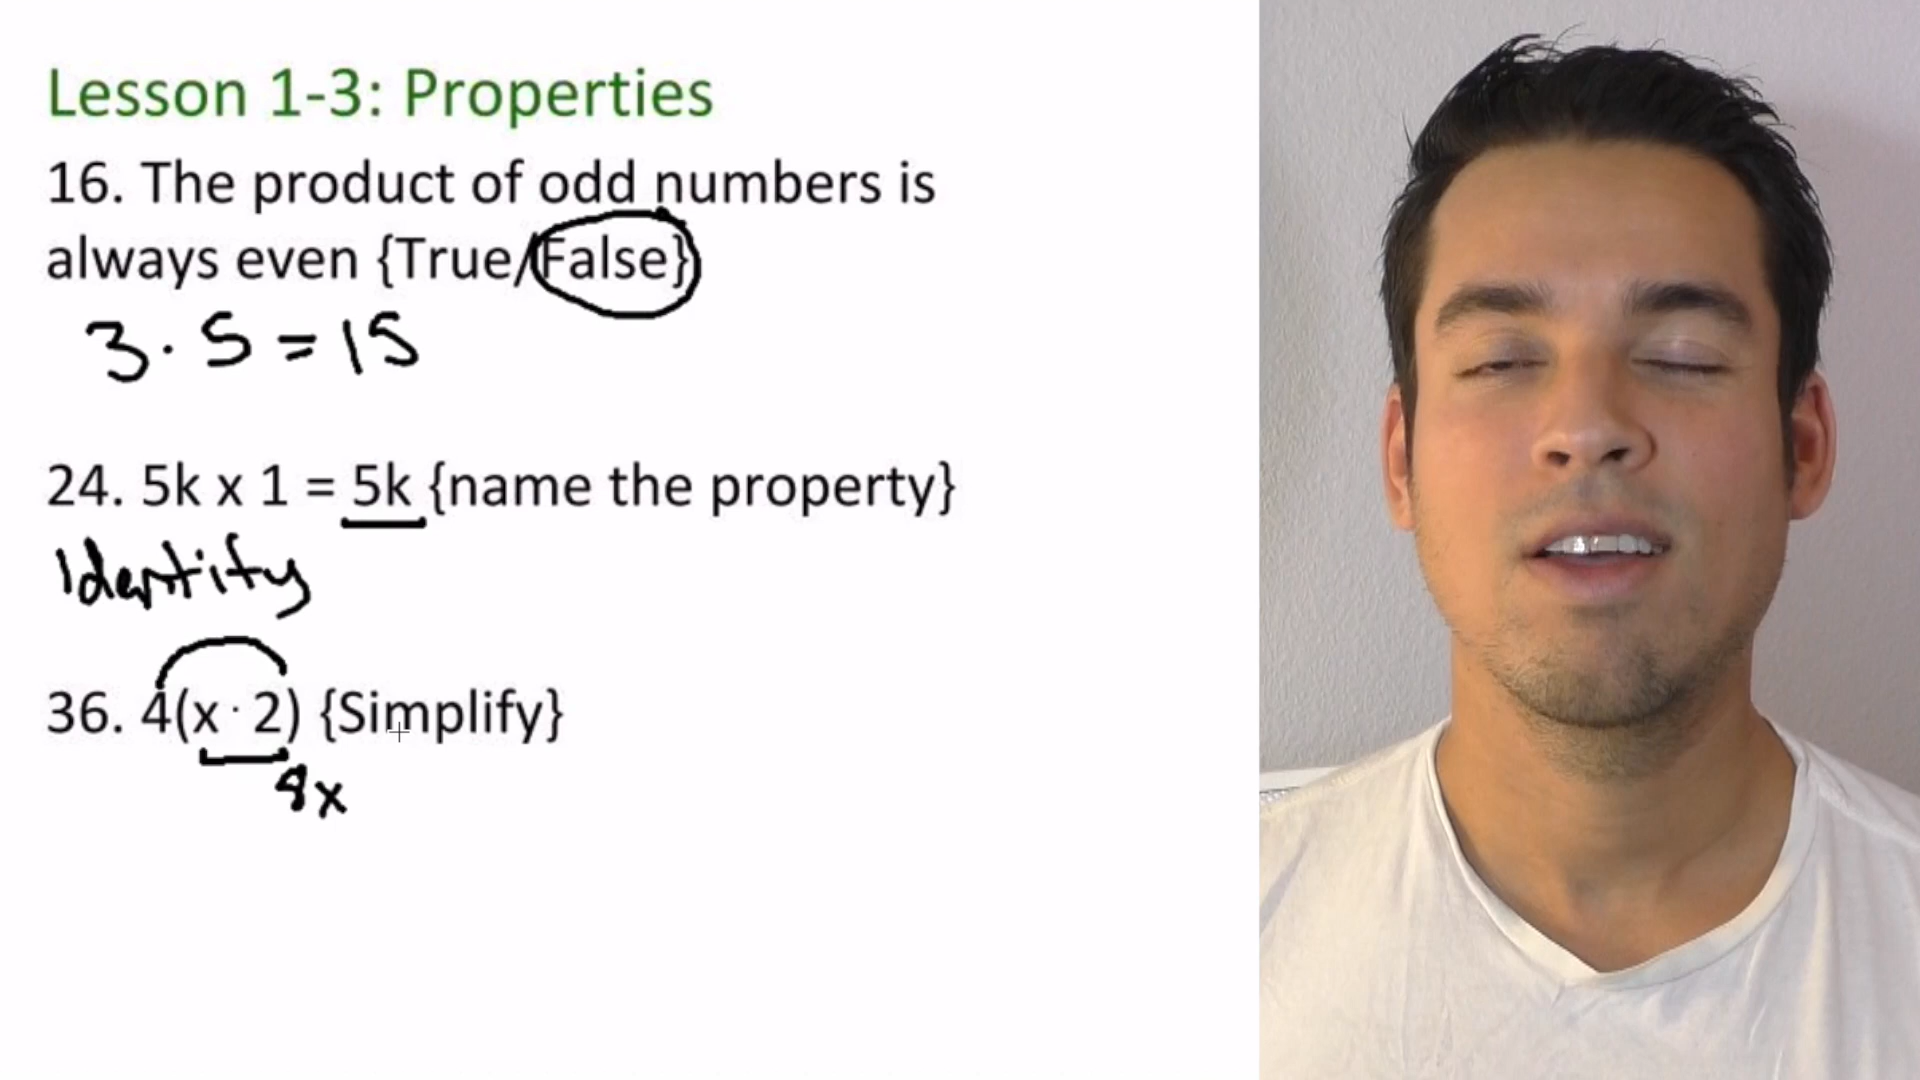 Lesson 1-3: Properties
16. The product of odd numbers is
always even {True/False}
3 · 5 = 15
24. 5k x 1 = 5k {name the property}
Identity
36. 4(x · 2) {Simplify}
8x